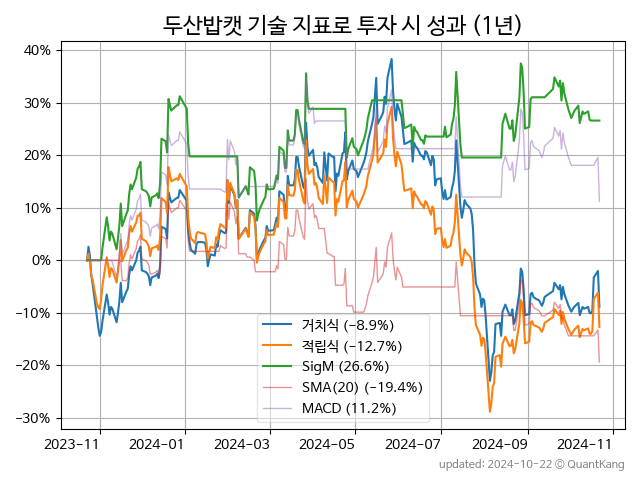 두산밥캣 기술 지표로 투자 시 성과 (1년)
40%
30%
20%
10%
0%
−10%
−20%
−30%
거치식 (−8.9%)
적립식 (−12.7%)
SigM (26.6%)
SMA(20) (−19.4%)
MACD (11.2%)
2023-11
2024-01
2024-03
2024-05
2024-07
2024-09
2024-11
updated: 2024-10-22 © QuantKang